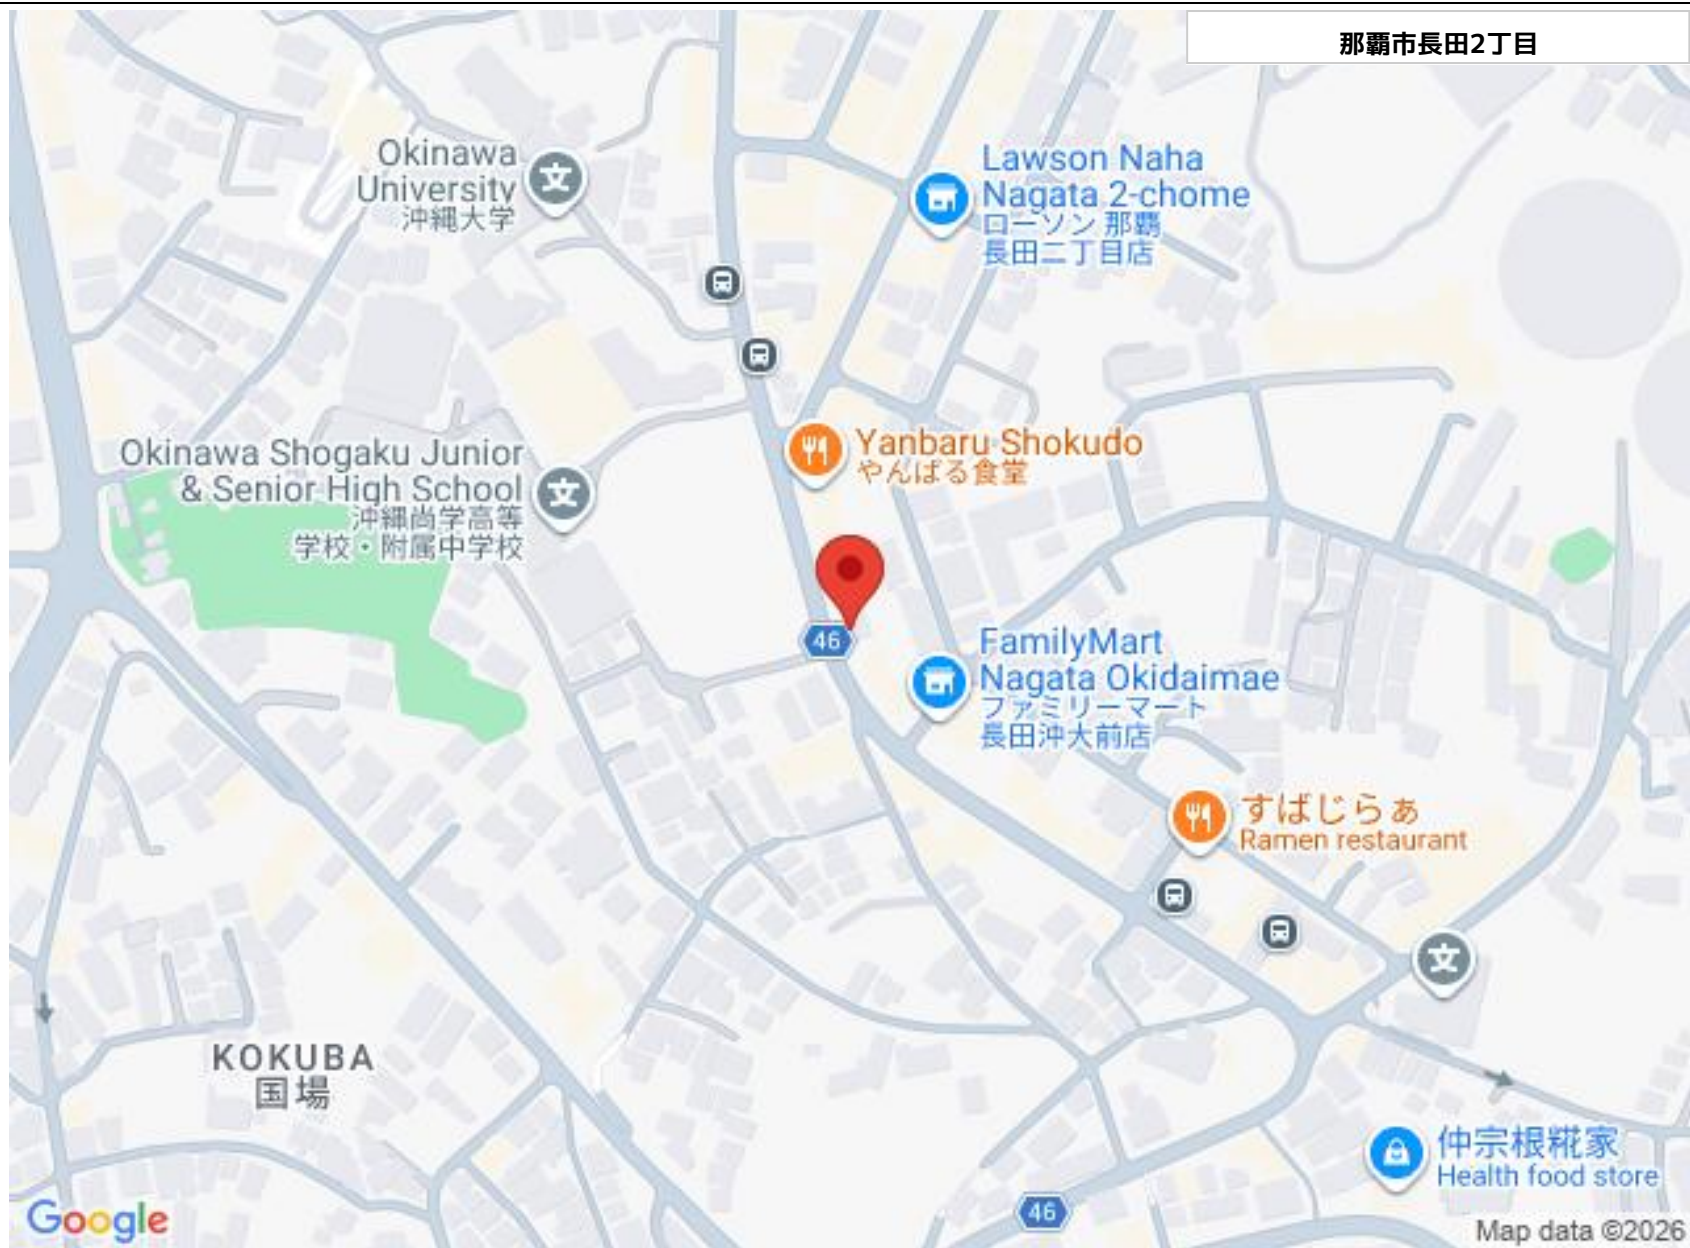 那覇市長田2丁目
Okinawa
University
沖縄大学
Lawson Naha
Nagata 2-chome
ローソン 那覇
長田二丁目店
Okinawa Shogaku Junior
& Senior High School
沖縄尚学高等
学校・附属中学校
Yanbaru Shokudo
やんばる食堂
46
FamilyMart
Nagata Okidaimae
ファミリーマート
長田沖大前店
すばじらぁ
Ramen restaurant
文
文
文
KOKUBA
国場
仲宗根糀家
Health food store
46
Google
Map data ©2026